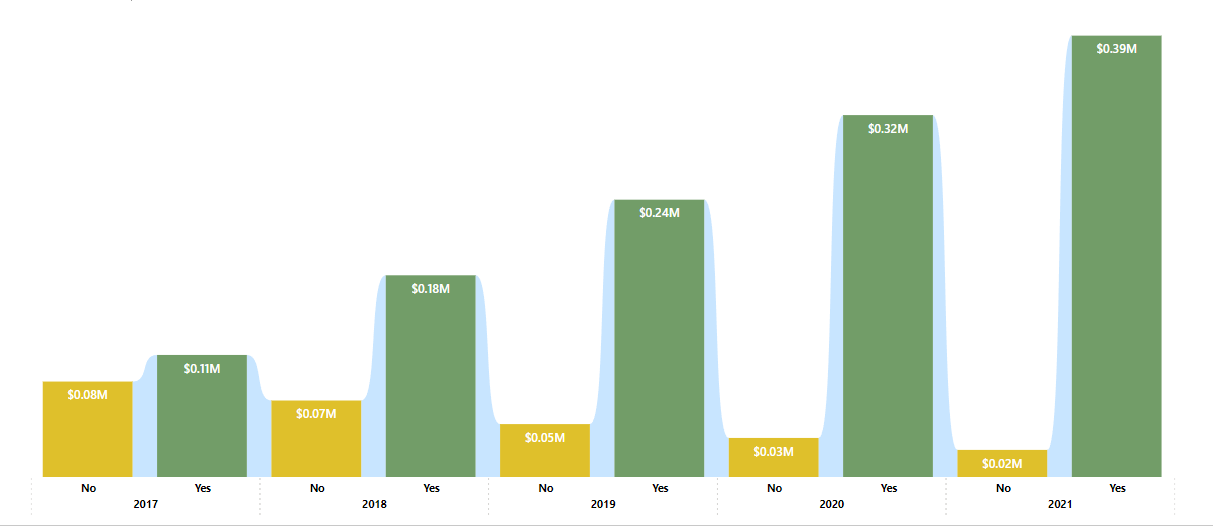 $0.39M
$0.32M
$0.24M
$0.18M
$0.11M
$0.08M
$0.07M
$0.05M
$0.03M
$0.02M
No Yes No Yes No Yes No Yes No Yes
2017 2018 2019 2020 2021